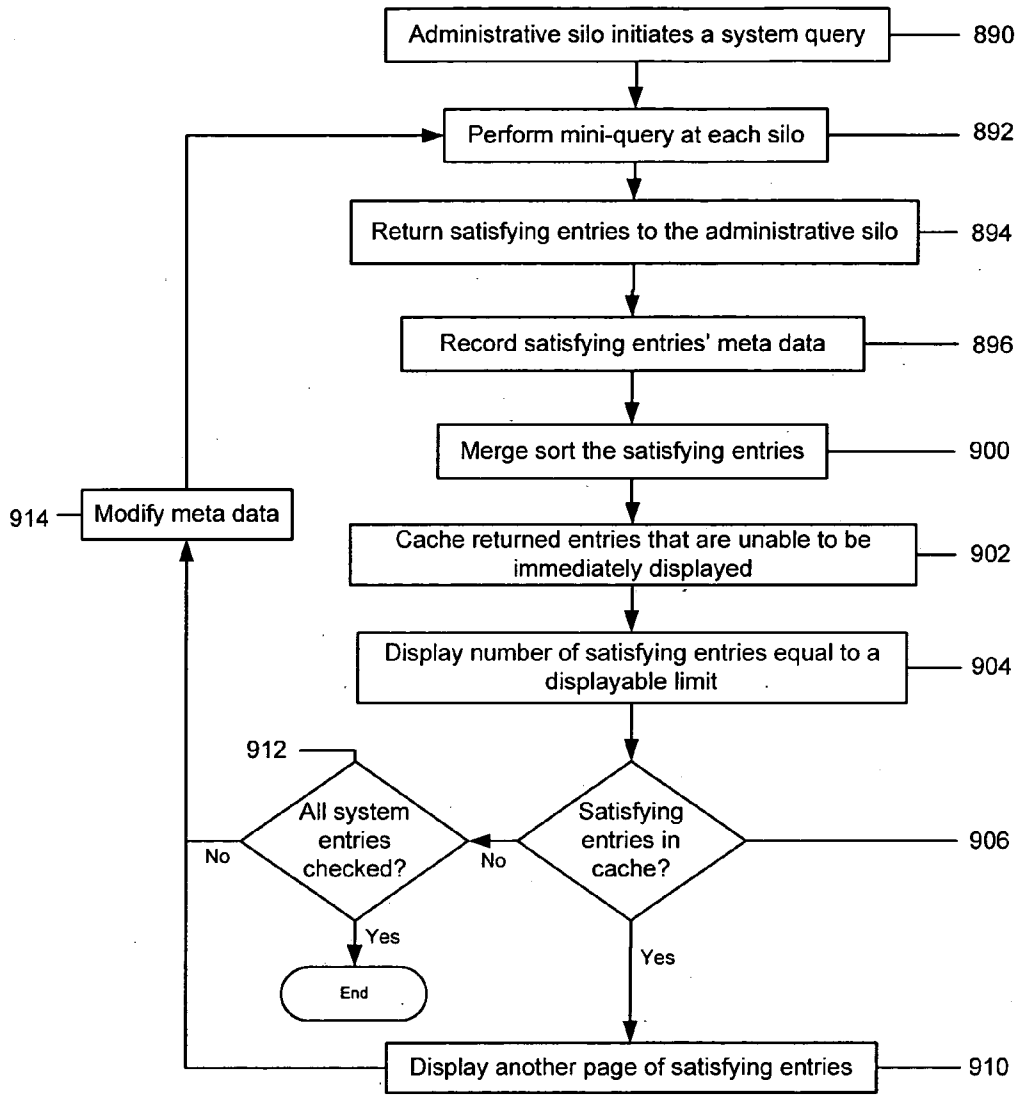 Administrative silo initiates a system query
890
Perform mini-query at each silo
892
Return satisfying entries to the administrative silo
894
Record satisfying entries' meta data
896
Merge sort the satisfying entries
900
914
Modify meta data
Cache returned entries that are unable to be
immediately displayed
902
Display number of satisfying entries equal to a
displayable limit
904
912
All system
entries
checked?
Satisfying
entries in
cache?
906
No
No
Yes
Yes
End
Display another page of satisfying entries
910